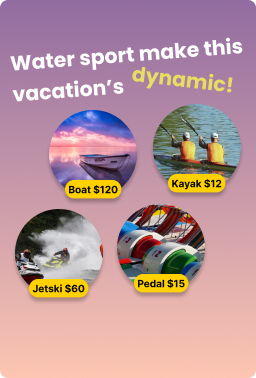 Water sport make this
vacation’s dynamic!
Boat $120
Kayak $12
Jetski $60
Pedal $15